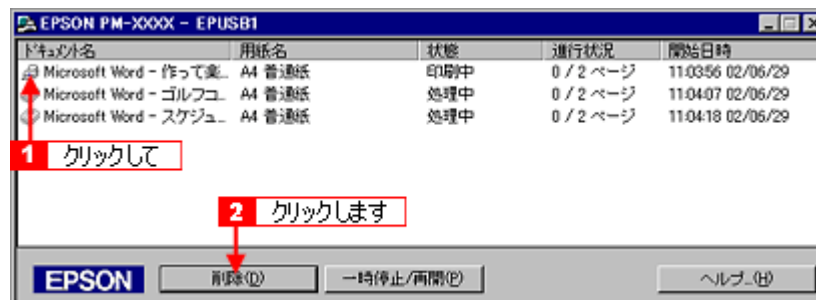 EPSON PM-XXXX - EPUSB1
ドキュメント名 用紙名 状態 進行状況 開始日時
Microsoft Word - 作って楽... A4 普通紙 印刷中 0 / 2 ページ 11:03:56 02/06/29
Microsoft Word - ゴルフコ... A4 普通紙 処理中 0 / 2 ページ 11:04:07 02/06/29
Microsoft Word - スケジュ... A4 普通紙 処理中 0 / 2 ページ 11:04:18 02/06/29
1 クリックして
2 クリックします
EPSON 削除(D) 一時停止/再開(P) ヘルプ...(H)